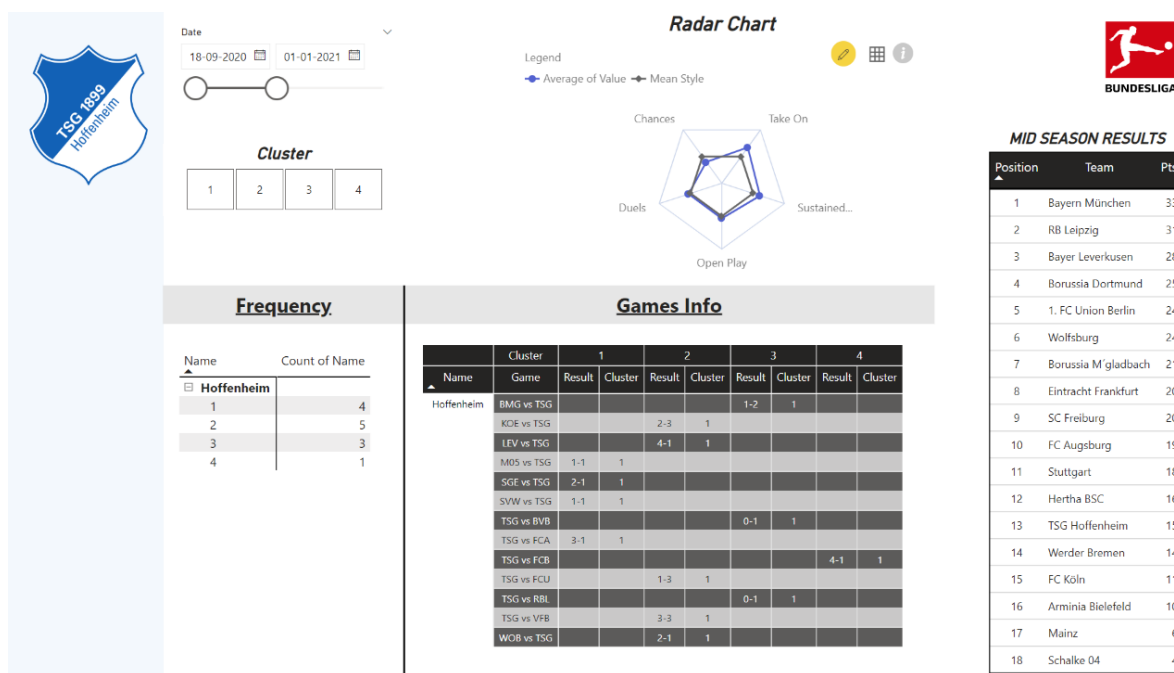 TSG 1899
Hoffenheim
Date
18-09-2020 01-01-2021
Cluster
1 2 3 4
Radar Chart
Legend
Average of Value Mean Style
Chances
Take On
Duels
Sustained...
Open Play
BUNDESLIGA
Frequency
Name Count of Name
Hoffenheim
1 4
2 5
3 3
4 1
Games Info
Cluster 1 2 3 4
Name Game Result Cluster Result Cluster Result Cluster Result Cluster
Hoffenheim BMG vs TSG 1-2 1
KOE vs TSG 2-3 1
LEV vs TSG 4-1 1
M05 vs TSG 1-1 1
SGE vs TSG 2-1 1
SVW vs TSG 1-1 1
TSG vs BVB 0-1 1
TSG vs FCA 3-1 1
TSG vs FCB 4-1 1
TSG vs FCU 1-3 1
TSG vs RBL 0-1 1
TSG vs VFB 3-3 1
WOB vs TSG 2-1 1
MID SEASON RESULTS
Position Team
1 Bayern München
2 RB Leipzig
3 Bayer Leverkusen
4 Borussia Dortmund
5 1. FC Union Berlin
6 Wolfsburg
7 Borussia M´gladbach
8 Eintracht Frankfurt
9 SC Freiburg
10 FC Augsburg
11 Stuttgart
12 Hertha BSC
13 TSG Hoffenheim
14 Werder Bremen
15 FC Köln
16 Arminia Bielefeld
17 Mainz
18 Schalke 04